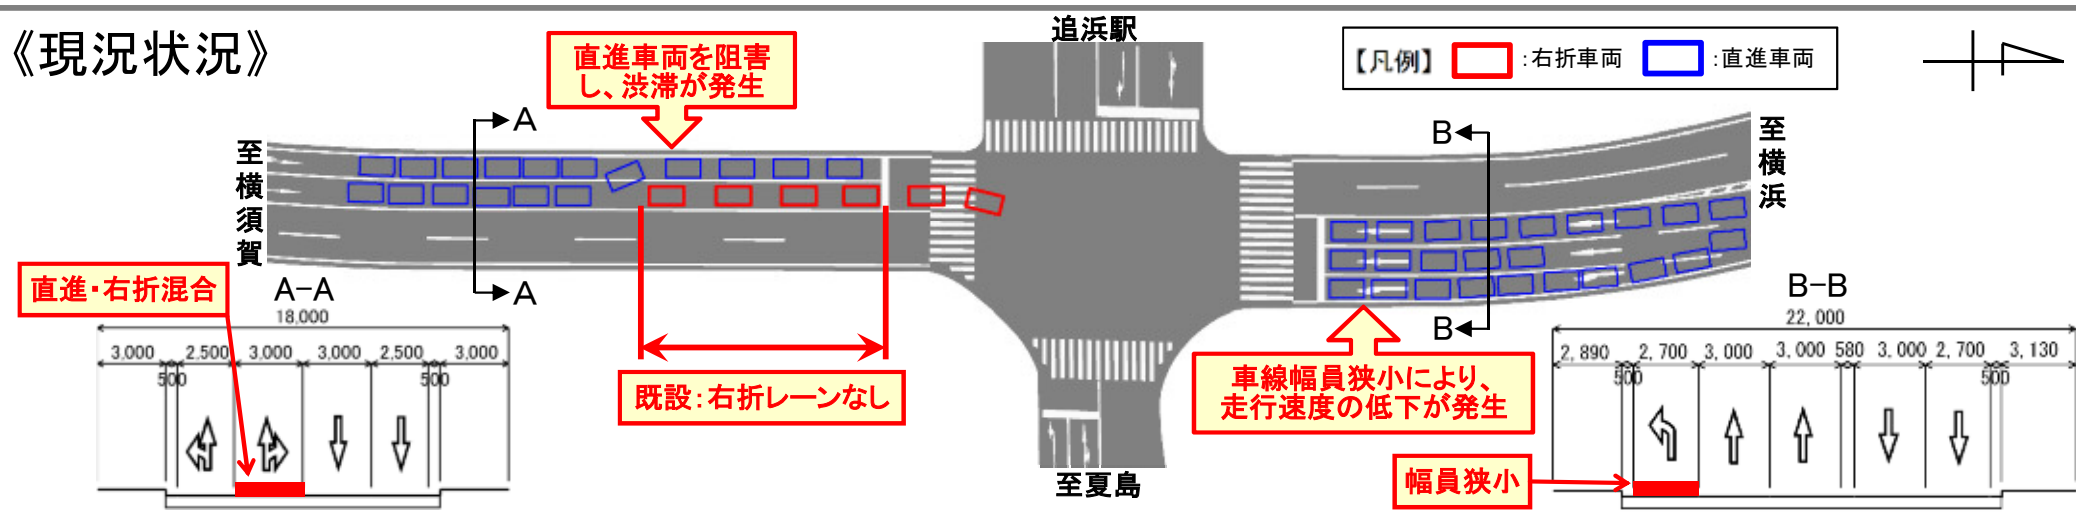 《現況状況》
追浜駅
直進車両を阻害
し、渋滞が発生
【凡例】
:右折車両
:直進車両
A
A
B
B
至横須賀
至横浜
直進・右折混合
A-A
18,000
3,000 2,500 3,000 3,000 2,500 3,000
500 500
既設:右折レーンなし
車線幅員狭小により、
走行速度の低下が発生
B-B
22,000
2,890 2,700 3,000 3,000 580 3,000 2,700 3,130
500 500
幅員狭小
至夏島